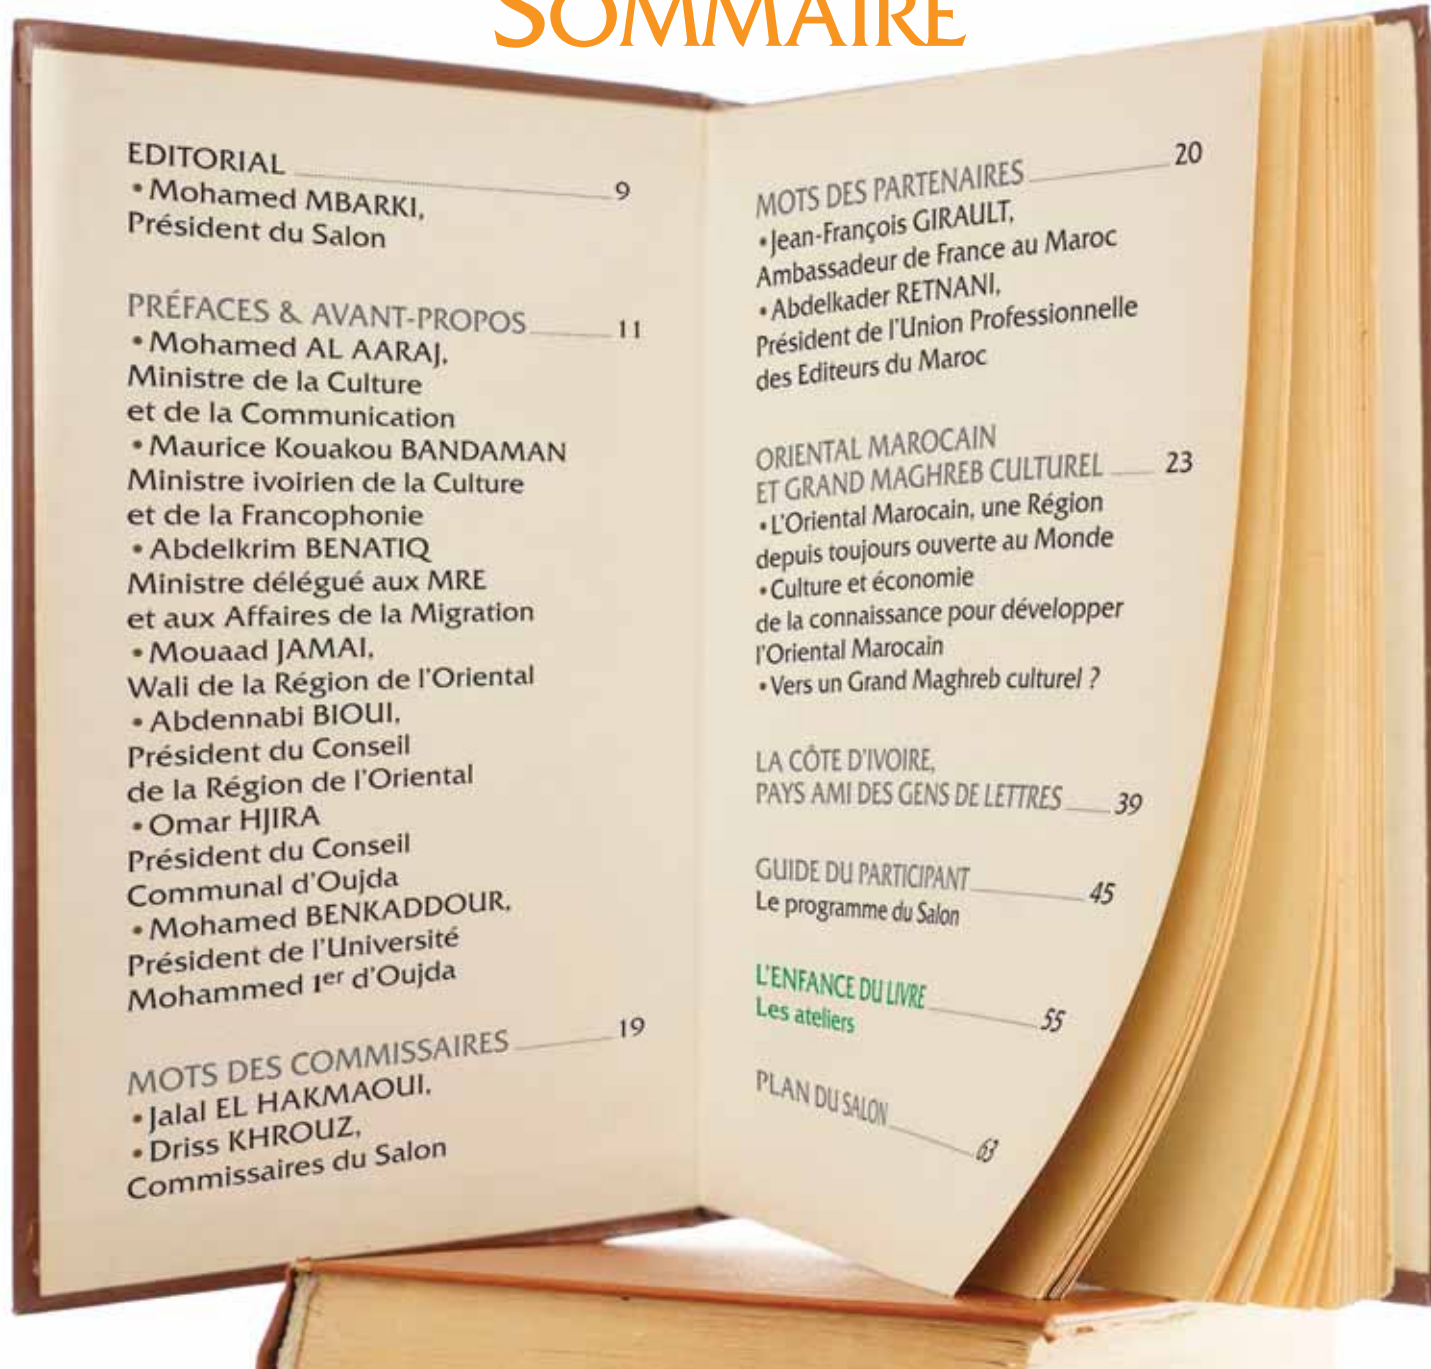 SOMMAIRE
EDITORIAL 9
• Mohamed MBARKI,
Président du Salon
PRÉFACES & AVANT-PROPOS 11
• Mohamed AL AARAJ,
Ministre de la Culture
et de la Communication
• Maurice Kouakou BANDAMAN
Ministre ivoirien de la Culture
et de la Francophonie
• Abdelkrim BENATIQ
Ministre délégué aux MRE
et aux Affaires de la Migration
• Mouaad JAMAI,
Wali de la Région de l'Oriental
• Abdennabi BIOUI,
Président du Conseil
de la Région de l'Oriental
• Omar HJIRA
Président du Conseil
Communal d'Oujda
• Mohamed BENKADDOUR,
Président de l'Université
Mohammed 1er d'Oujda
MOTS DES COMMISSAIRES 19
• Jalal EL HAKMAOUI,
• Driss KHROUZ,
Commissaires du Salon
MOTS DES PARTENAIRES 20
• Jean-François GIRAULT,
Ambassadeur de France au Maroc
• Abdelkader RETNANI,
Président de l'Union Professionnelle
des Editeurs du Maroc
ORIENTAL MAROCAIN
ET GRAND MAGHREB CULTUREL 23
• L'Oriental Marocain, une Région
depuis toujours ouverte au Monde
• Culture et économie
de la connaissance pour développer
l'Oriental Marocain
• Vers un Grand Maghreb culturel ?
LA CÔTE D'IVOIRE,
PAYS AMI DES GENS DE LETTRES 39
GUIDE DU PARTICIPANT 45
Le programme du Salon
L'ENFANCE DU LIVRE 55
Les ateliers
PLAN DU SALON 63